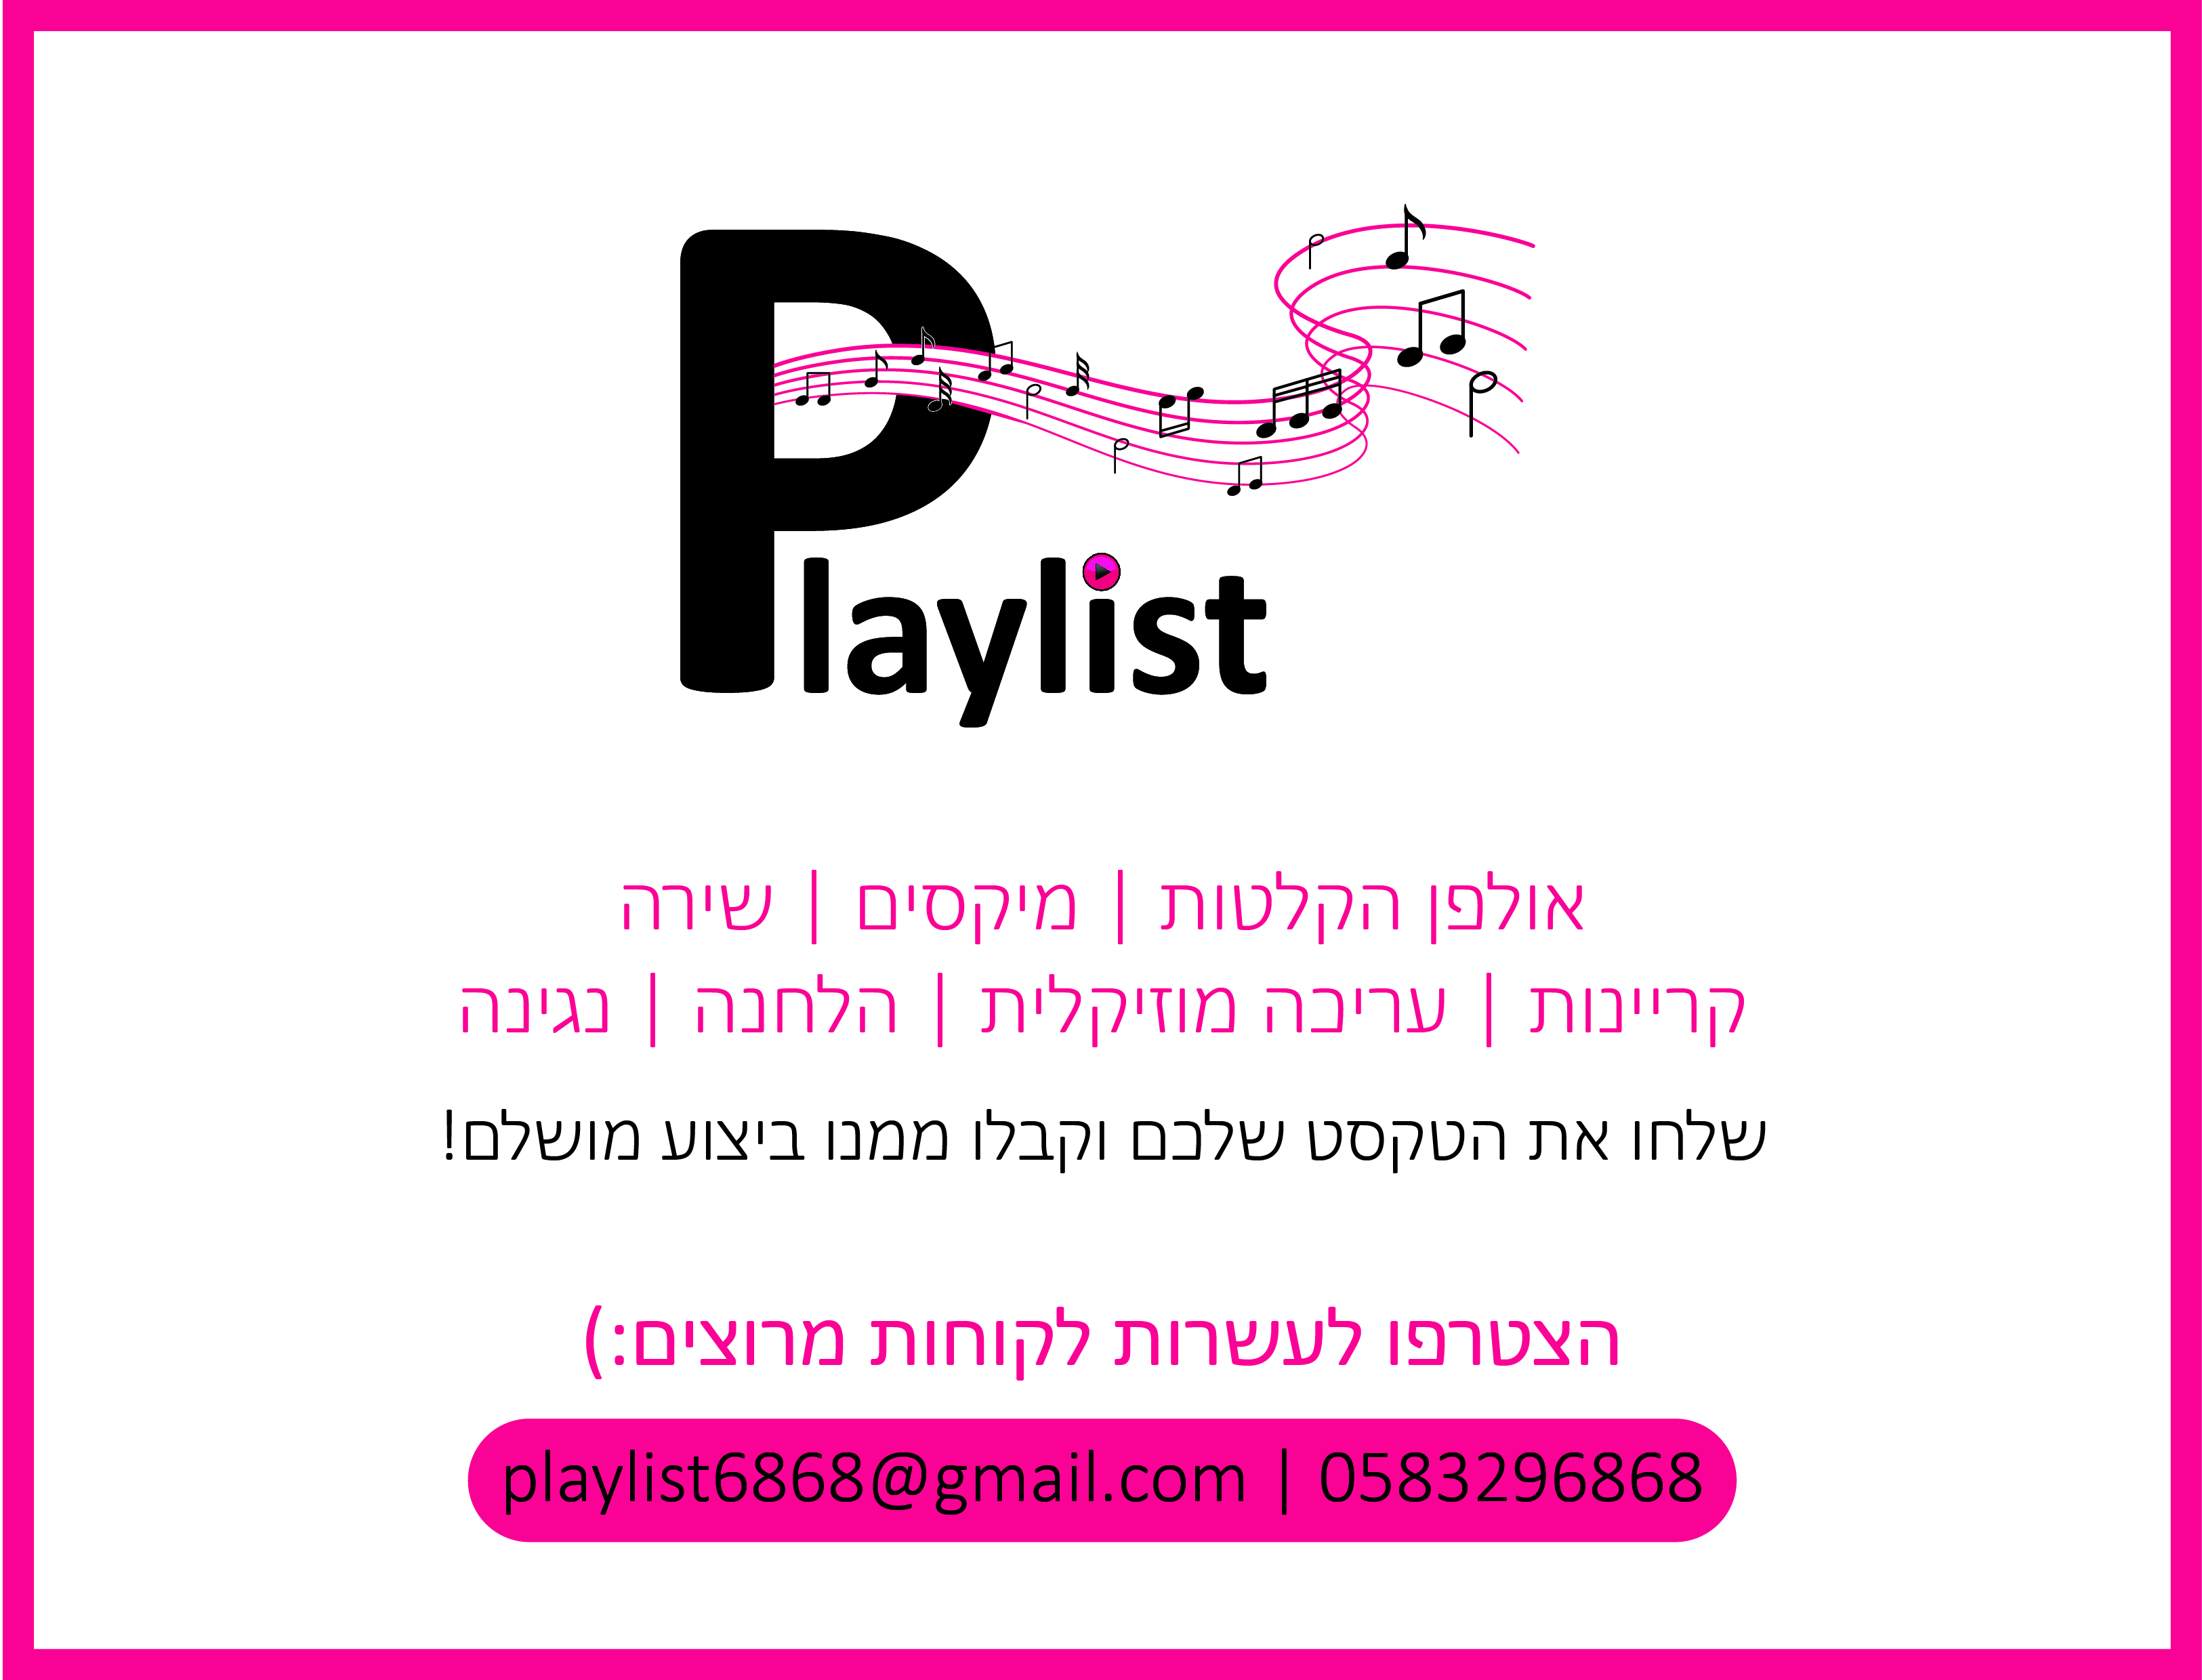 Playlist
אולפן הקלטות | מיקסים | שירה
קריינות | עריכה מוזיקלית | הלחנה | נגינה
שלחו את הטקסט שלכם וקבלו ממנו ביצוע מושלם!
הצטרפו לעשרות לקוחות מרוצים:)
playlist6868@gmail.com | 0583296868